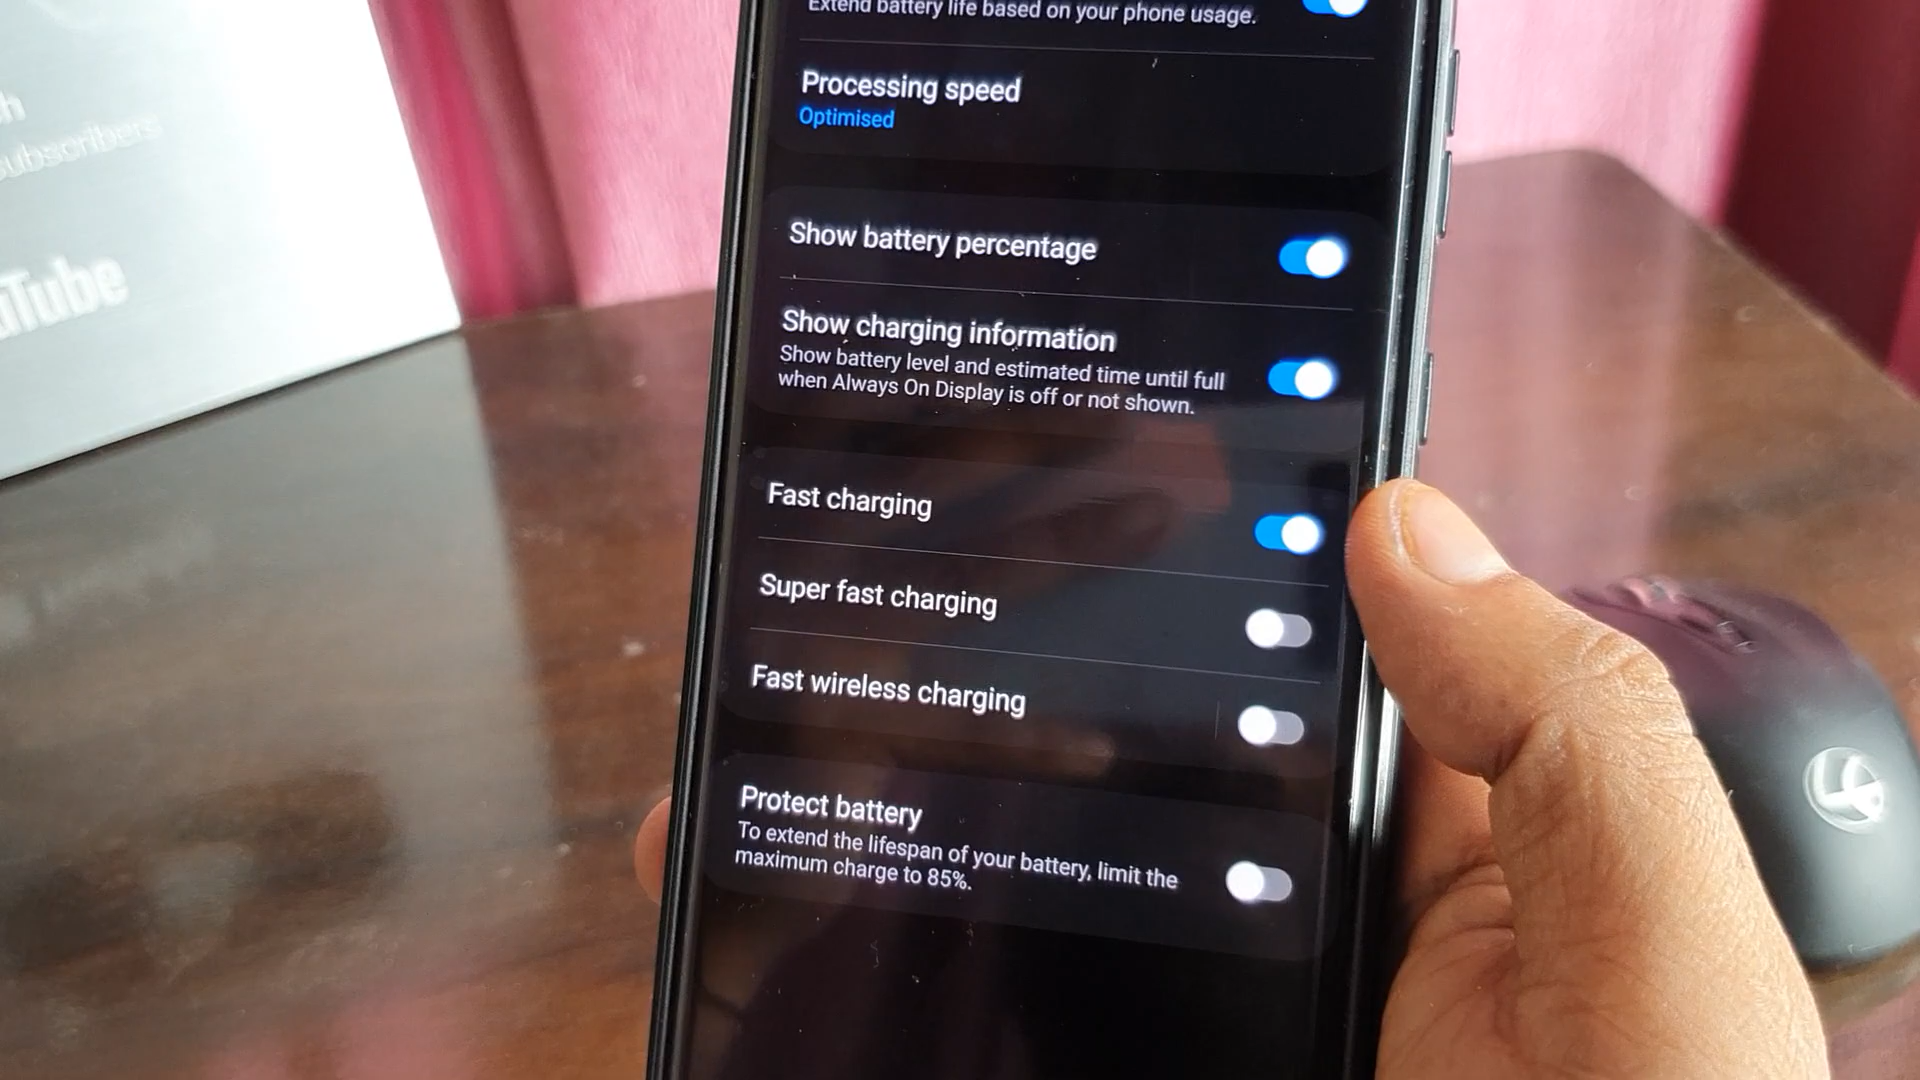 Extend battery life based on your phone usage.
Processing speed
Optimised
Show battery percentage
Show charging information
Show battery level and estimated time until full
when Always On Display is off or not shown.
Fast charging
Super fast charging
Fast wireless charging
Protect battery
To extend the lifespan of your battery, limit the
maximum charge to 85%.
h
subscribers
uTube